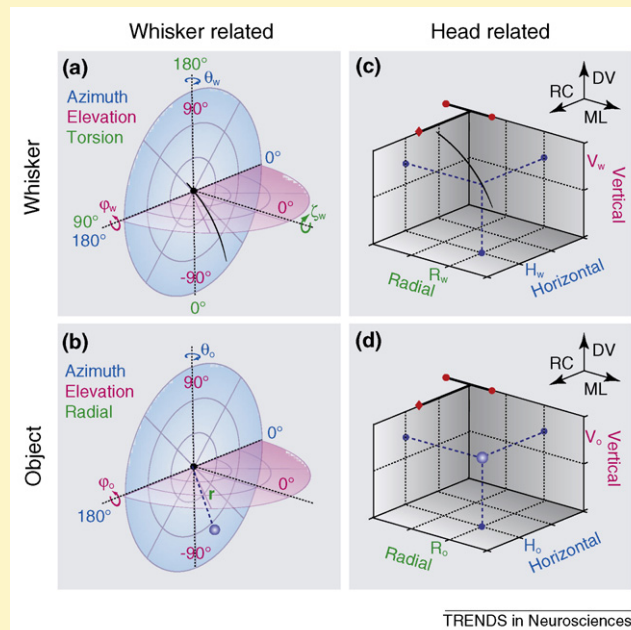 Whisker related
Head related
Whisker
Object
(a)
180°
θw
Azimuth
Elevation
Torsion
90°
0°
φw
90°
180°
0°
ζw
-90°
0°
(c)
DV
RC
ML
Vw
Vertical
Rw
Radial
Hw
Horizontal
(b)
θo
Azimuth
Elevation
Radial
90°
0°
φo
180°
r
0°
-90°
(d)
DV
RC
ML
Vo
Vertical
Ro
Radial
Ho
Horizontal
TRENDS in Neurosciences